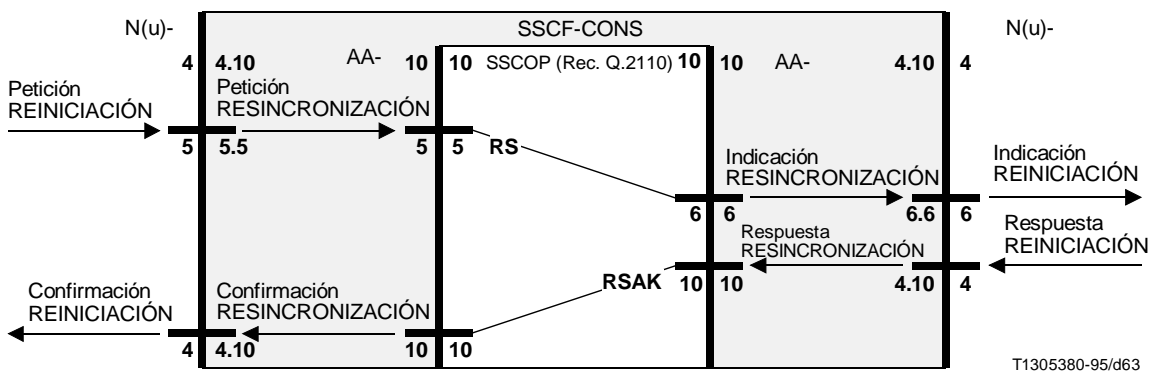 N(u)- SSCF-CONS N(u)-
4 4.10 AA- 10 10 SSCOP (Rec. Q.2110) 10 10 AA- 4.10 4
Petición
REINICIACIÓN
Petición
RESINCRONIZACIÓN
5 5.5 5 5 RS
Indicación
RESINCRONIZACIÓN
Indicación
REINICIACIÓN
6 6 6.6 6
Respuesta
RESINCRONIZACIÓN
Respuesta
REINICIACIÓN
RSAK 10 10 4.10 4
Confirmación
REINICIACIÓN
Confirmación
RESINCRONIZACIÓN
4 4.10 10 10
T1305380-95/d63